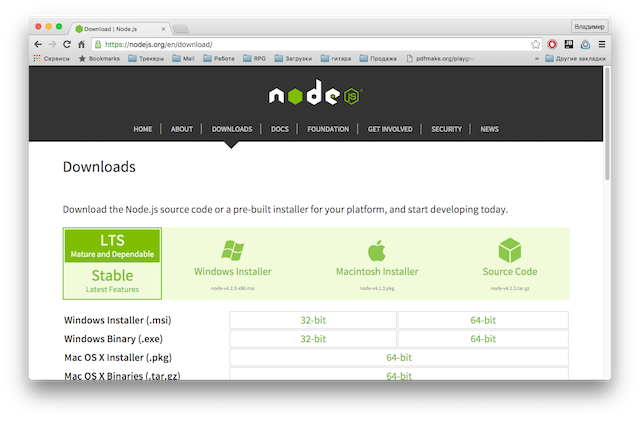 Download | Node.js
Владимир
https://nodejs.org/en/download/
Сервисы Bookmarks Трекеры Mail Работа RPG Загрузки гитара Продажа pdfmake.org/playgr » Другие закладки
node JS
HOME ABOUT DOWNLOADS DOCS FOUNDATION GET INVOLVED SECURITY NEWS
Downloads
Download the Node.js source code or a pre-built installer for your platform, and start developing today.
LTS
Mature and Dependable
Stable
Latest Features
Windows Installer
node-v4.2.3-x86.msi
Macintosh Installer
node-v4.2.3.pkg
Source Code
node-v4.2.3.tar.gz
Windows Installer (.msi) 32-bit 64-bit
Windows Binary (.exe) 32-bit 64-bit
Mac OS X Installer (.pkg) 64-bit
Mac OS X Binaries (.tar.gz) 64-bit